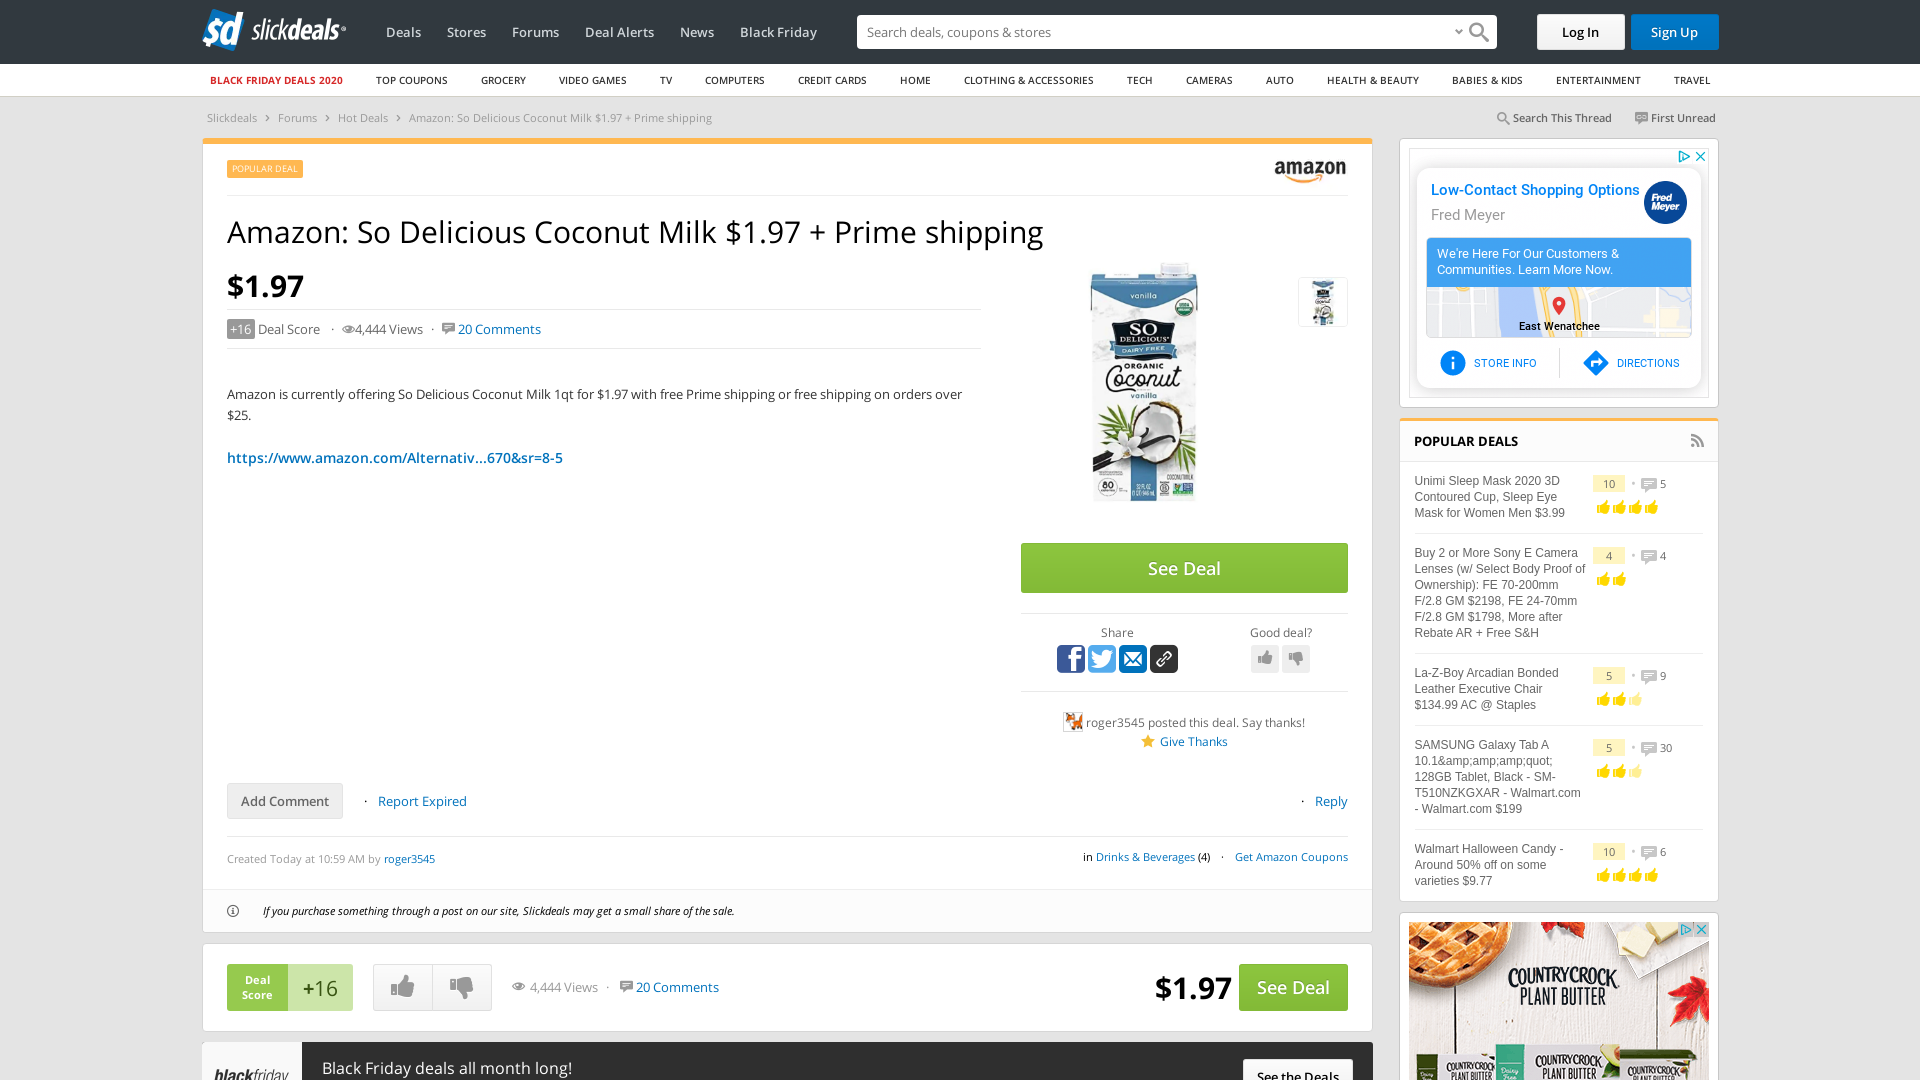 sd slickdeals
Deals Stores Forums Deal Alerts News Black Friday
Search deals, coupons & stores
Log In Sign Up
BLACK FRIDAY DEALS 2020 TOP COUPONS GROCERY VIDEO GAMES TV COMPUTERS CREDIT CARDS HOME CLOTHING & ACCESSORIES TECH CAMERAS AUTO HEALTH & BEAUTY BABIES & KIDS ENTERTAINMENT TRAVEL
Slickdeals > Forums > Hot Deals > Amazon: So Delicious Coconut Milk $1.97 + Prime shipping
Search This Thread First Unread
POPULAR DEAL
amazon
Amazon: So Delicious Coconut Milk $1.97 + Prime shipping
$1.97
+16 Deal Score · 4,444 Views · 20 Comments
Amazon is currently offering So Delicious Coconut Milk 1qt for $1.97 with free Prime shipping or free shipping on orders over
$25.
https://www.amazon.com/Alternativ...670&sr=8-5
vanilla
SO
DELICIOUS
DAIRY FREE
ORGANIC
Coconut
vanilla
80
COCONUTMILK
See Deal
Share
Good deal?
roger3545 posted this deal. Say thanks!
Give Thanks
Add Comment · Report Expired
· Reply
Created Today at 10:59 AM by roger3545
in Drinks & Beverages (4) · Get Amazon Coupons
If you purchase something through a post on our site, Slickdeals may get a small share of the sale.
Deal
Score
+16
4,444 Views · 20 Comments
$1.97 See Deal
blackfriday
Black Friday deals all month long!
See the Deals
Low-Contact Shopping Options
Fred Meyer
Fred
Meyer
We're Here For Our Customers &
Communities. Learn More Now.
East Wenatchee
STORE INFO DIRECTIONS
POPULAR DEALS
Unimi Sleep Mask 2020 3D
Contoured Cup, Sleep Eye
Mask for Women Men $3.99
10 • 5
Buy 2 or More Sony E Camera
Lenses (w/ Select Body Proof of
Ownership): FE 70-200mm
F/2.8 GM $2198, FE 24-70mm
F/2.8 GM $1798, More after
Rebate AR + Free S&H
4 • 4
La-Z-Boy Arcadian Bonded
Leather Executive Chair
$134.99 AC @ Staples
5 • 9
SAMSUNG Galaxy Tab A
10.1&amp;amp;amp;quot;
128GB Tablet, Black - SM-
T510NZKGXAR - Walmart.com
- Walmart.com $199
5 • 30
Walmart Halloween Candy -
Around 50% off on some
varieties $9.77
10 • 6
COUNTRY CROCK
PLANT BUTTER
COUNTRY CROCK
PLANT BUTTER
COUNTRY CROCK
PLANT BUTTER
COUNTRY CROCK
PLANT BUTTER